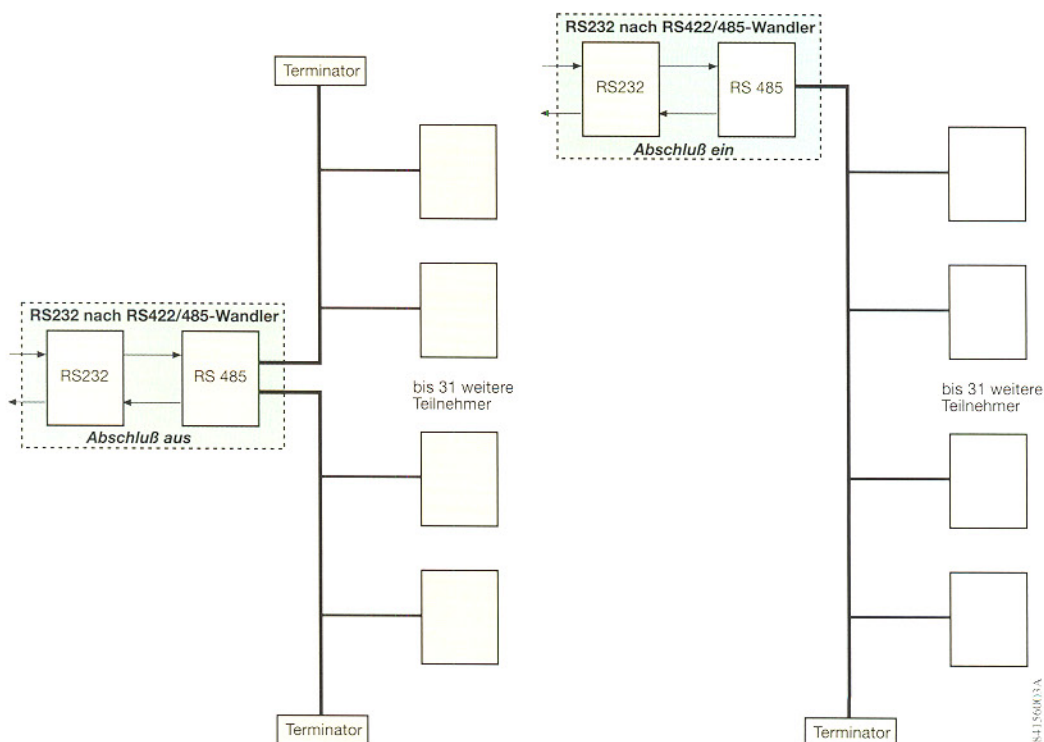 Terminator
RS232 nach RS422/485-Wandler
RS232
RS 485
Abschluß aus
bis 31 weitere
Teilnehmer
Terminator
RS232 nach RS422/485-Wandler
RS232
RS 485
Abschluß ein
bis 31 weitere
Teilnehmer
Terminator
84156003A